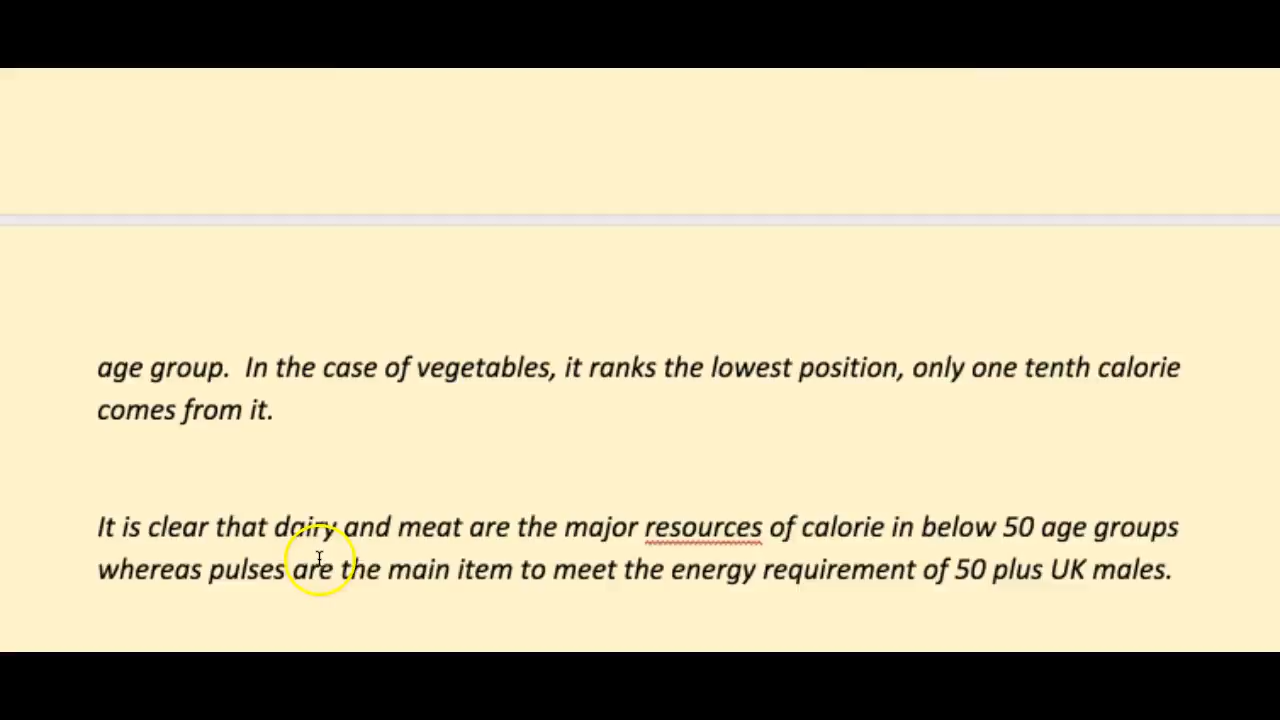 age group.  In the case of vegetables, it ranks the lowest position, only one tenth calorie
comes from it.
It is clear that dairy and meat are the major resources of calorie in below 50 age groups
whereas pulses are the main item to meet the energy requirement of 50 plus UK males.